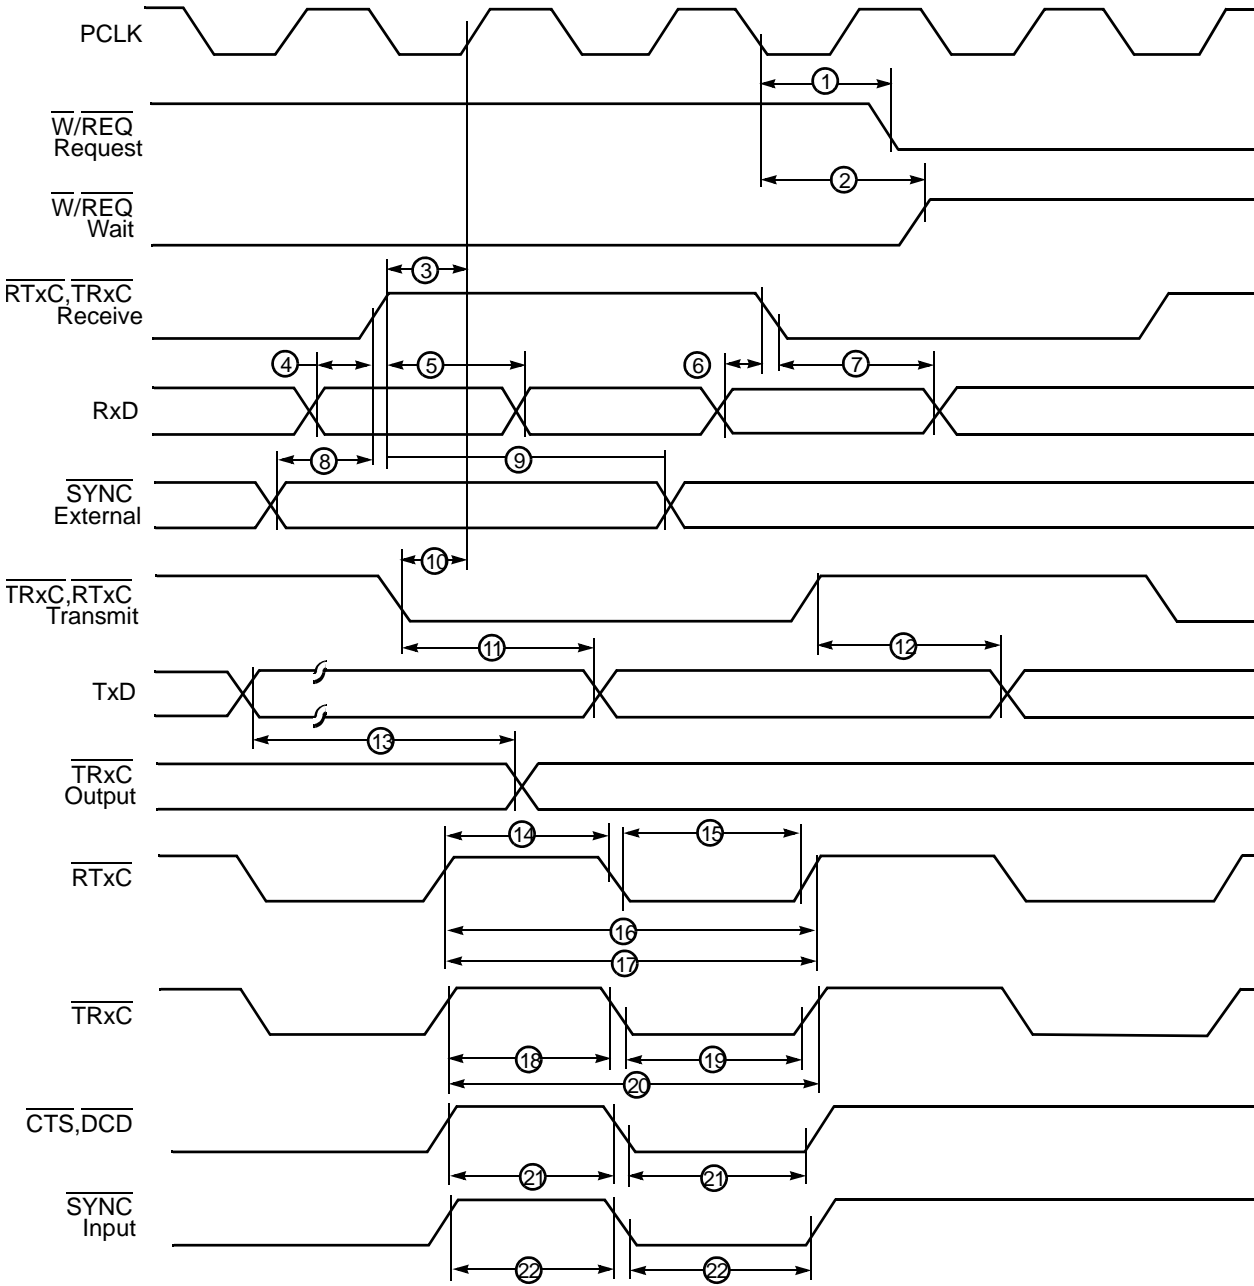 PCLK
1
W/REQ
Request
2
W/REQ
Wait
3
RTxC,TRxC
Receive
4
5
6
7
RxD
8
9
SYNC
External
10
TRxC,RTxC
Transmit
11
12
TxD
13
TRxC
Output
14
15
RTxC
16
17
TRxC
18
19
20
CTS,DCD
21
21
SYNC
Input
22
22